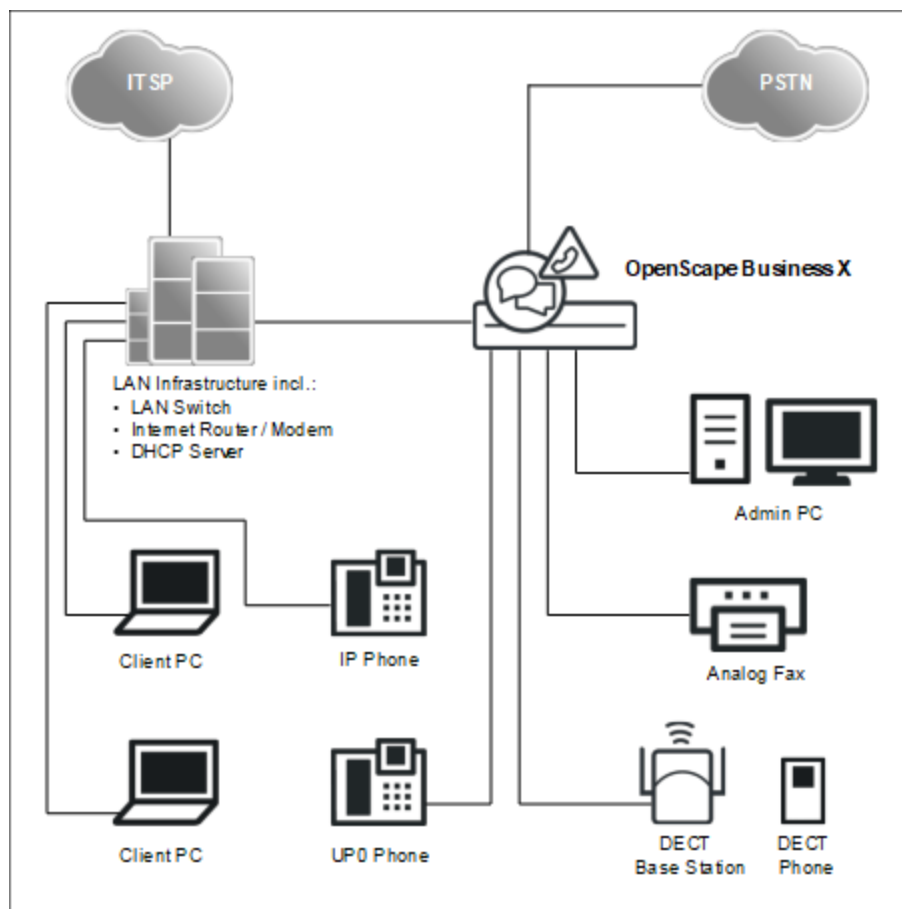 ITSP
PSTN
OpenScape Business X
LAN Infrastructure incl.:
• LAN Switch
• Internet Router / Modem
• DHCP Server
Admin PC
Client PC
IP Phone
Analog Fax
Client PC
UP0 Phone
DECT
Base Station
DECT
Phone